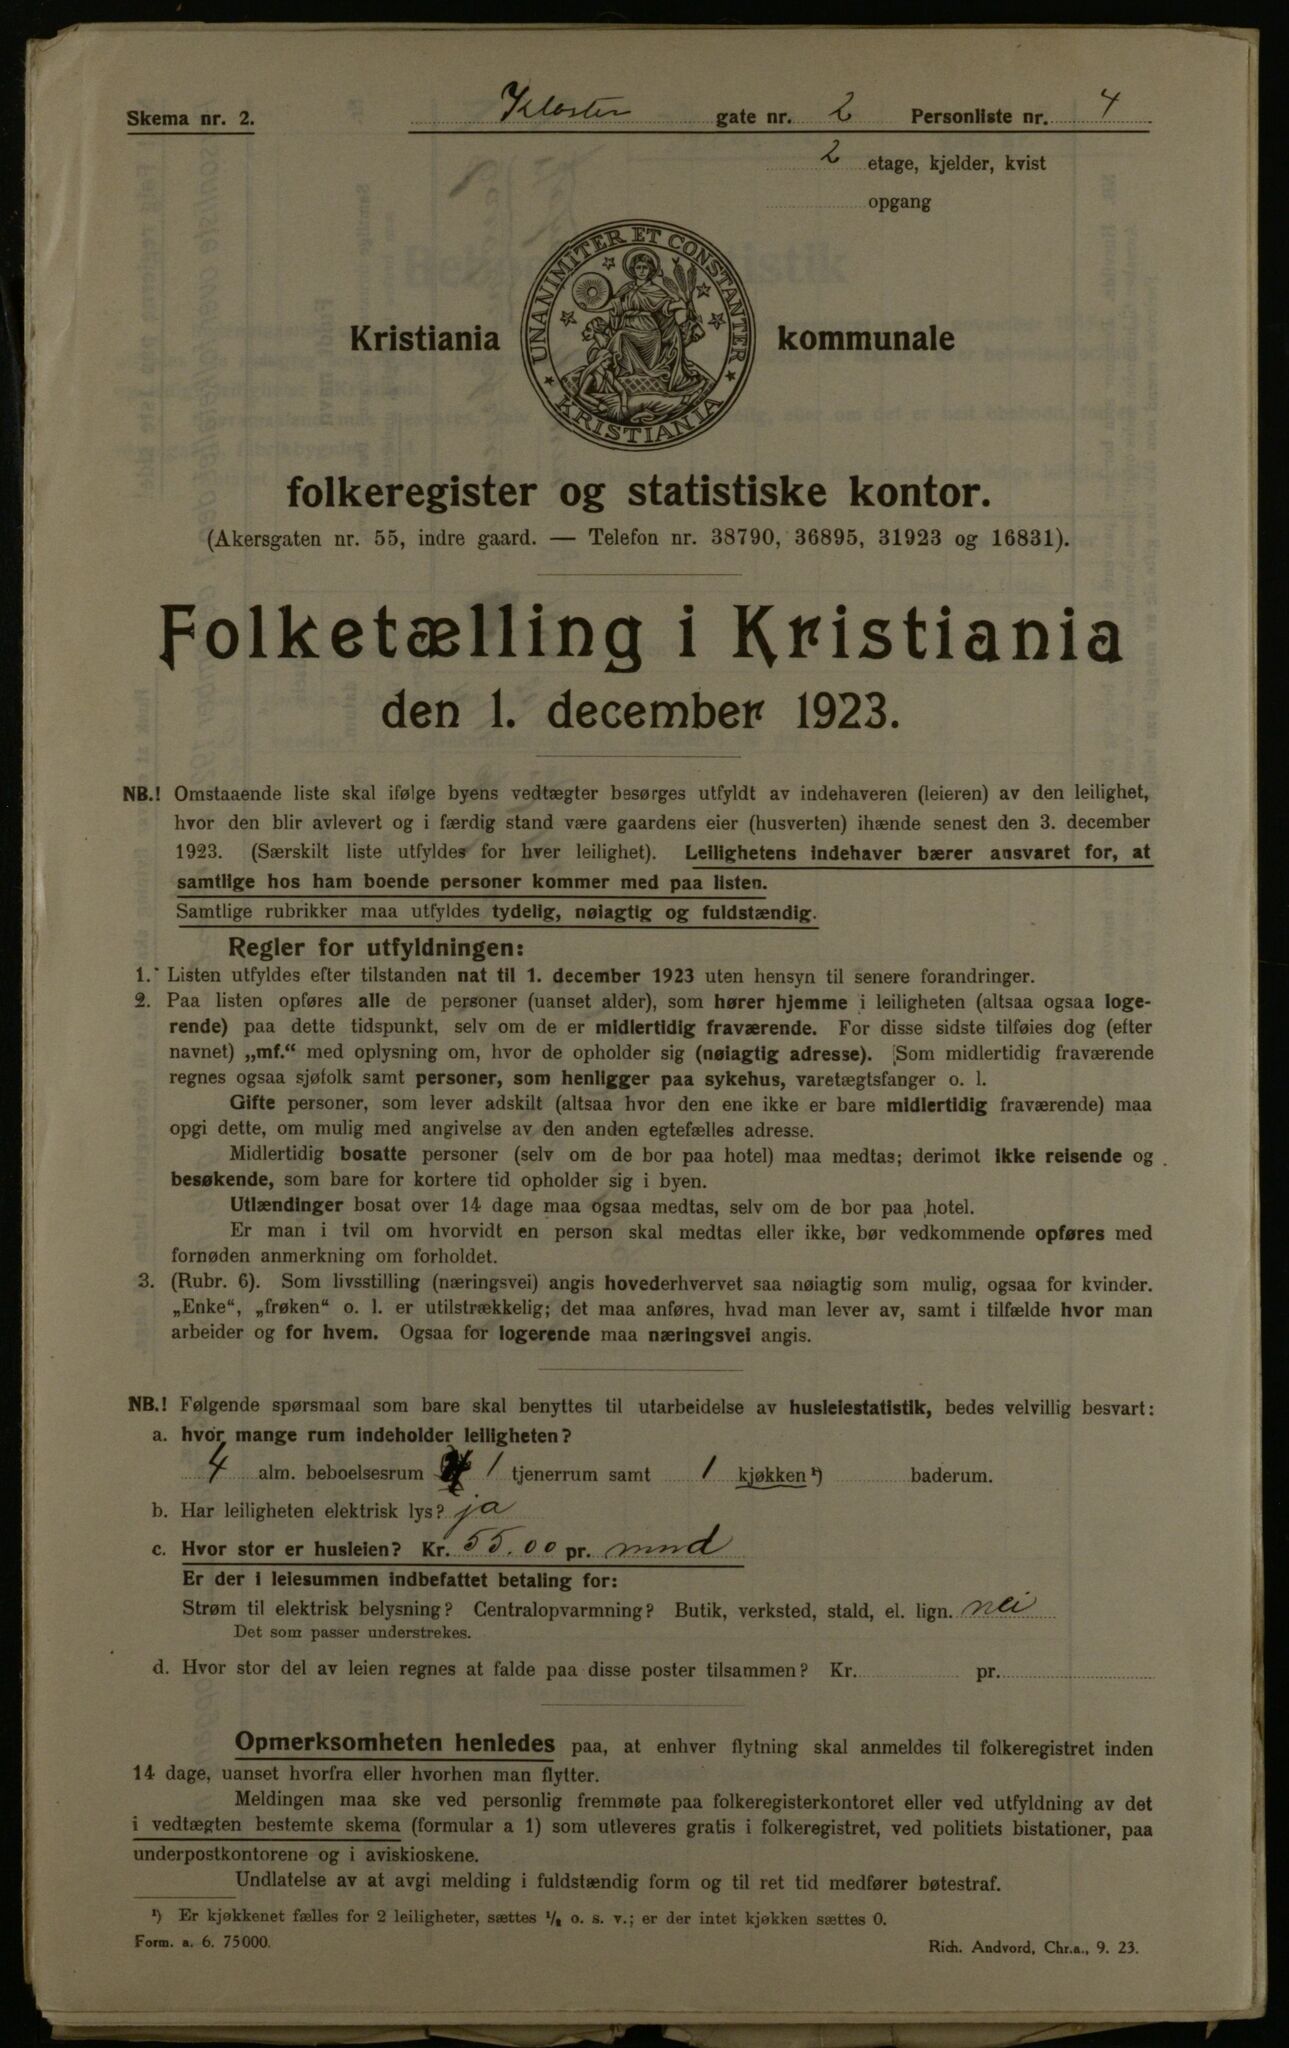 Skema nr. 2.
Kloster gate nr. 2 Personliste nr. 4
2 etage, kjelder, kvist
opgang
UNANIMITER ET CONSTANTER
KRISTIANIA
Kristiania kommunale
folkeregister og statistiske kontor.
(Akersgaten nr. 55, indre gaard. — Telefon nr. 38790, 36895, 31923 og 16831).
Folketælling i Kristiania
den 1. december 1923.
NB.! Omstaaende liste skal ifølge byens vedtægter besørges utfyldt av indehaveren (leieren) av den leilighet,
hvor den blir avlevert og i færdig stand være gaardens eier (husverten) ihænde senest den 3. december
1923. (Særskilt liste utfyldes for hver leilighet). Leilighetens indehaver bærer ansvaret for, at
samtlige hos ham boende personer kommer med paa listen.
Samtlige rubrikker maa utfyldes tydelig, nøiagtig og fuldstændig.
Regler for utfyldningen:
1. Listen utfyldes efter tilstanden nat til 1. december 1923 uten hensyn til senere forandringer.
2. Paa listen opføres alle de personer (uanset alder), som hører hjemme i leiligheten (altsaa ogsaa loge-
rende) paa dette tidspunkt, selv om de er midlertidig fraværende. For disse sidste tilføies dog (efter
navnet) „mf.“ med oplysning om, hvor de opholder sig (nøiagtig adresse). Som midlertidig fraværende
regnes ogsaa sjøfolk samt personer, som henligger paa sykehus, varetægtsfanger o. l.
Gifte personer, som lever adskilt (altsaa hvor den ene ikke er bare midlertidig fraværende) maa
opgi dette, om mulig med angivelse av den anden egtefælles adresse.
Midlertidig bosatte personer (selv om de bor paa hotel) maa medtas; derimot ikke reisende og
besøkende, som bare for kortere tid opholder sig i byen.
Utlændinger bosat over 14 dage maa ogsaa medtas, selv om de bor paa hotel.
Er man i tvil om hvorvidt en person skal medtas eller ikke, bør vedkommende opføres med
fornøden anmerkning om forholdet.
3. (Rubr. 6). Som livsstilling (næringsvei) angis hovederhvervet saa nøiagtig som mulig, ogsaa for kvinder.
„Enke“, „frøken“ o. l. er utilstrækkelig; det maa anføres, hvad man lever av, samt i tilfælde hvor man
arbeider og for hvem. Ogsaa for logerende maa næringsvei angis.
NB.! Følgende spørsmaal som bare skal benyttes til utarbeidelse av husleiestatistik, bedes velvillig besvart:
a. hvor mange rum indeholder leiligheten?
4 alm. beboelsesrum 1 tjenerrum samt 1 kjøkken ¹) baderum.
b. Har leiligheten elektrisk lys? ja
c. Hvor stor er husleien? Kr. 55.00 pr. mnd
Er der i leiesummen indbefattet betaling for:
Strøm til elektrisk belysning? Centralopvarmning? Butik, verksted, stald, el. lign. nei
Det som passer understrekes.
d. Hvor stor del av leien regnes at falde paa disse poster tilsammen? Kr. pr.
Opmerksomheten henledes paa, at enhver flytning skal anmeldes til folkeregistret inden
14 dage, uanset hvorfra eller hvorhen man flytter.
Meldingen maa ske ved personlig fremmøte paa folkeregisterkontoret eller ved utfyldning av det
i vedtægten bestemte skema (formular a 1) som utleveres gratis i folkeregistret, ved politiets bistationer, paa
underpostkontorene og i aviskioskene.
Undlatelse av at avgi melding i fuldstændig form og til ret tid medfører bøtestraf.
¹) Er kjøkkenet fælles for 2 leiligheter, sættes ¹/₂ o. s. v.; er der intet kjøkken sættes 0.
Form. a. 6. 75000.
Rich. Andvord, Chr.a., 9. 23.